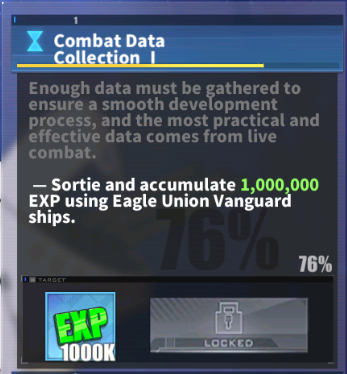 1
Combat Data
Collection I
Enough data must be gathered to
ensure a smooth development
process, and the most practical and
effective data comes from live
combat.
— Sortie and accumulate 1,000,000
EXP using Eagle Union Vanguard
ships.
76%
76%
TARGET
EXP
1000K
LOCKED